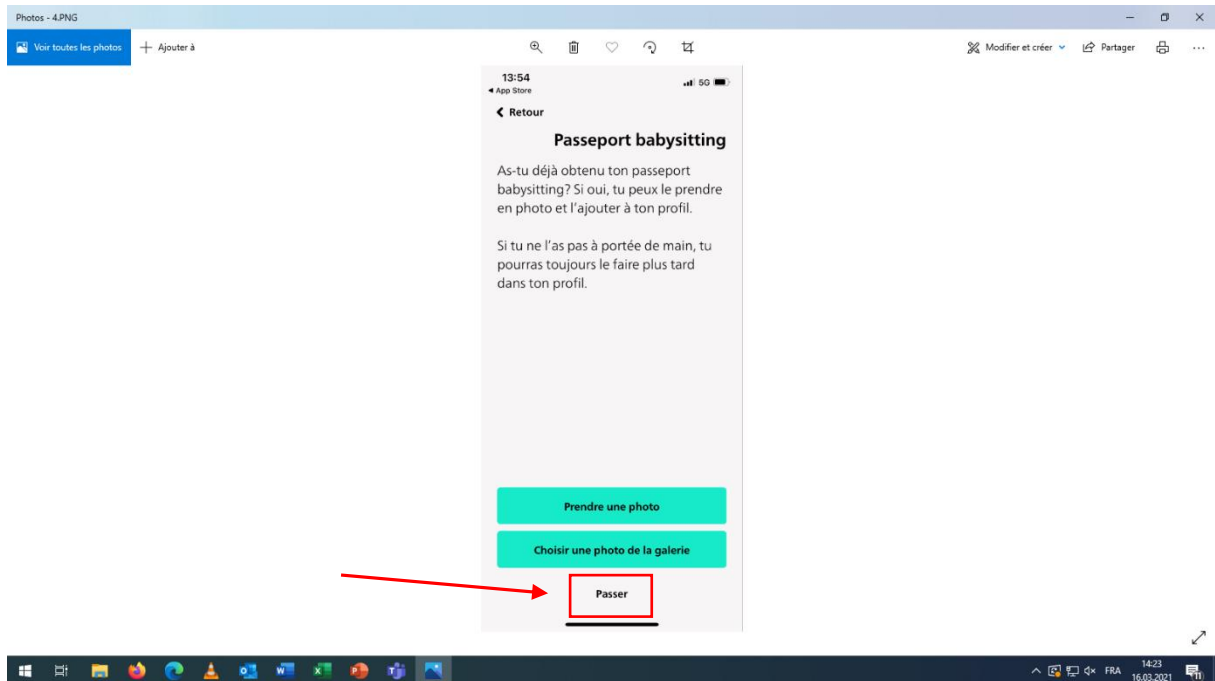 Photos - 4.PNG
Voir toutes les photos
Ajouter à
Modifier et créer
Partager
13:54
5G
App Store
Retour
Passeport babysitting
As-tu déjà obtenu ton passeport
babysitting? Si oui, tu peux le prendre
en photo et l'ajouter à ton profil.
Si tu ne l'as pas à portée de main, tu
pourras toujours le faire plus tard
dans ton profil.
Prendre une photo
Choisir une photo de la galerie
Passer
FRA
14:23
16.03.2021